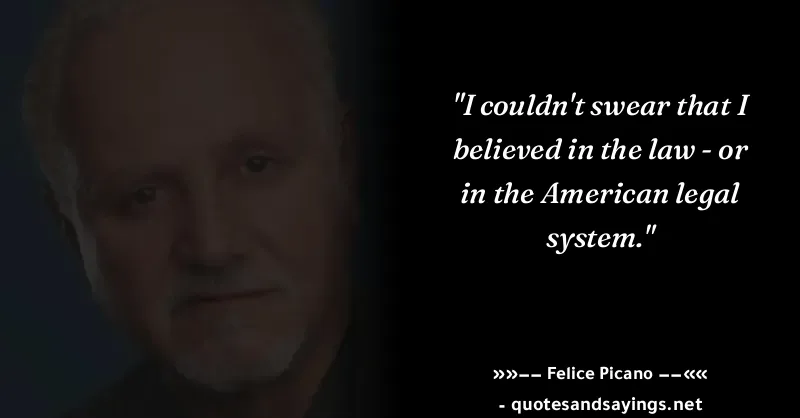 "I couldn't swear that I
believed in the law - or
in the American legal
system."
»»−− Felice Picano −−««
- quotesandsayings.net